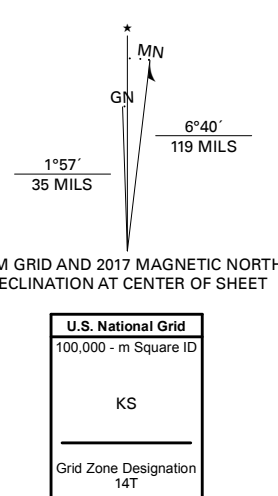 ★
MN
GN
6°40´
119 MILS
1°57´
35 MILS
M GRID AND 2017 MAGNETIC NORTH
ECLINATION AT CENTER OF SHEET
U.S. National Grid
100,000 - m Square ID
KS
Grid Zone Designation
14T